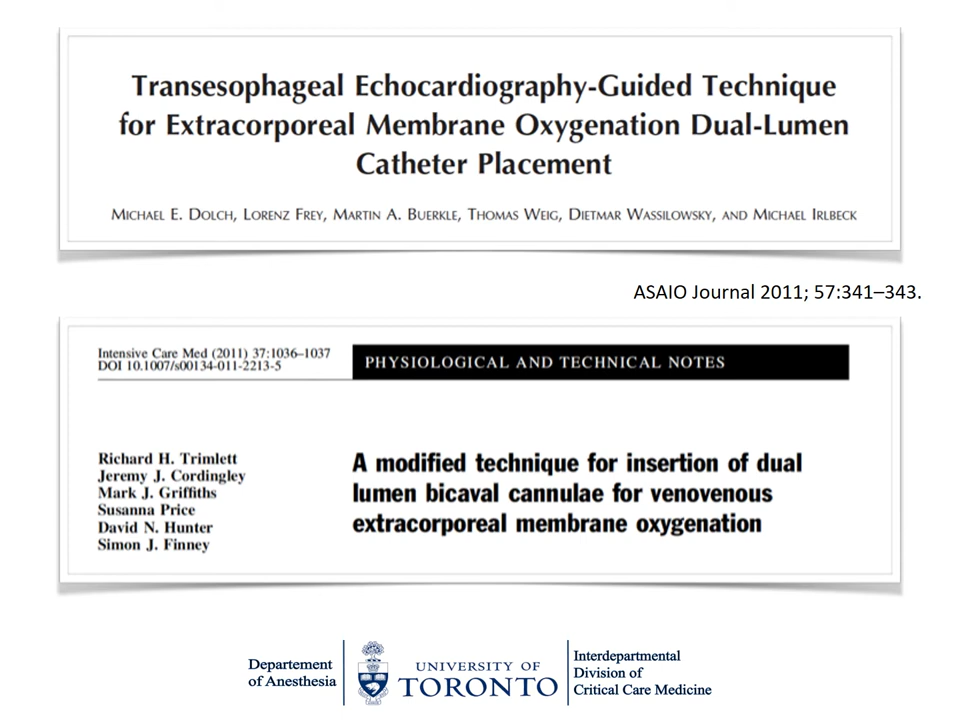 Transesophageal Echocardiography-Guided Technique
for Extracorporeal Membrane Oxygenation Dual-Lumen
Catheter Placement
Michael E. Dolch, Lorenz Frey, Martin A. Buerkle, Thomas Weig, Dietmar Wassilowsky, and Michael Irlbeck
ASAIO Journal 2011; 57:341–343.
Intensive Care Med (2011) 37:1036–1037
DOI 10.1007/s00134-011-2213-5
PHYSIOLOGICAL AND TECHNICAL NOTES
Richard H. Trimlett
Jeremy J. Cordingley
Mark J. Griffiths
Susanna Price
David N. Hunter
Simon J. Finney
A modified technique for insertion of dual
lumen bicaval cannulae for venovenous
extracorporeal membrane oxygenation
Departement
of Anesthesia
UNIVERSITY OF
TORONTO
Interdepartmental
Division of
Critical Care Medicine